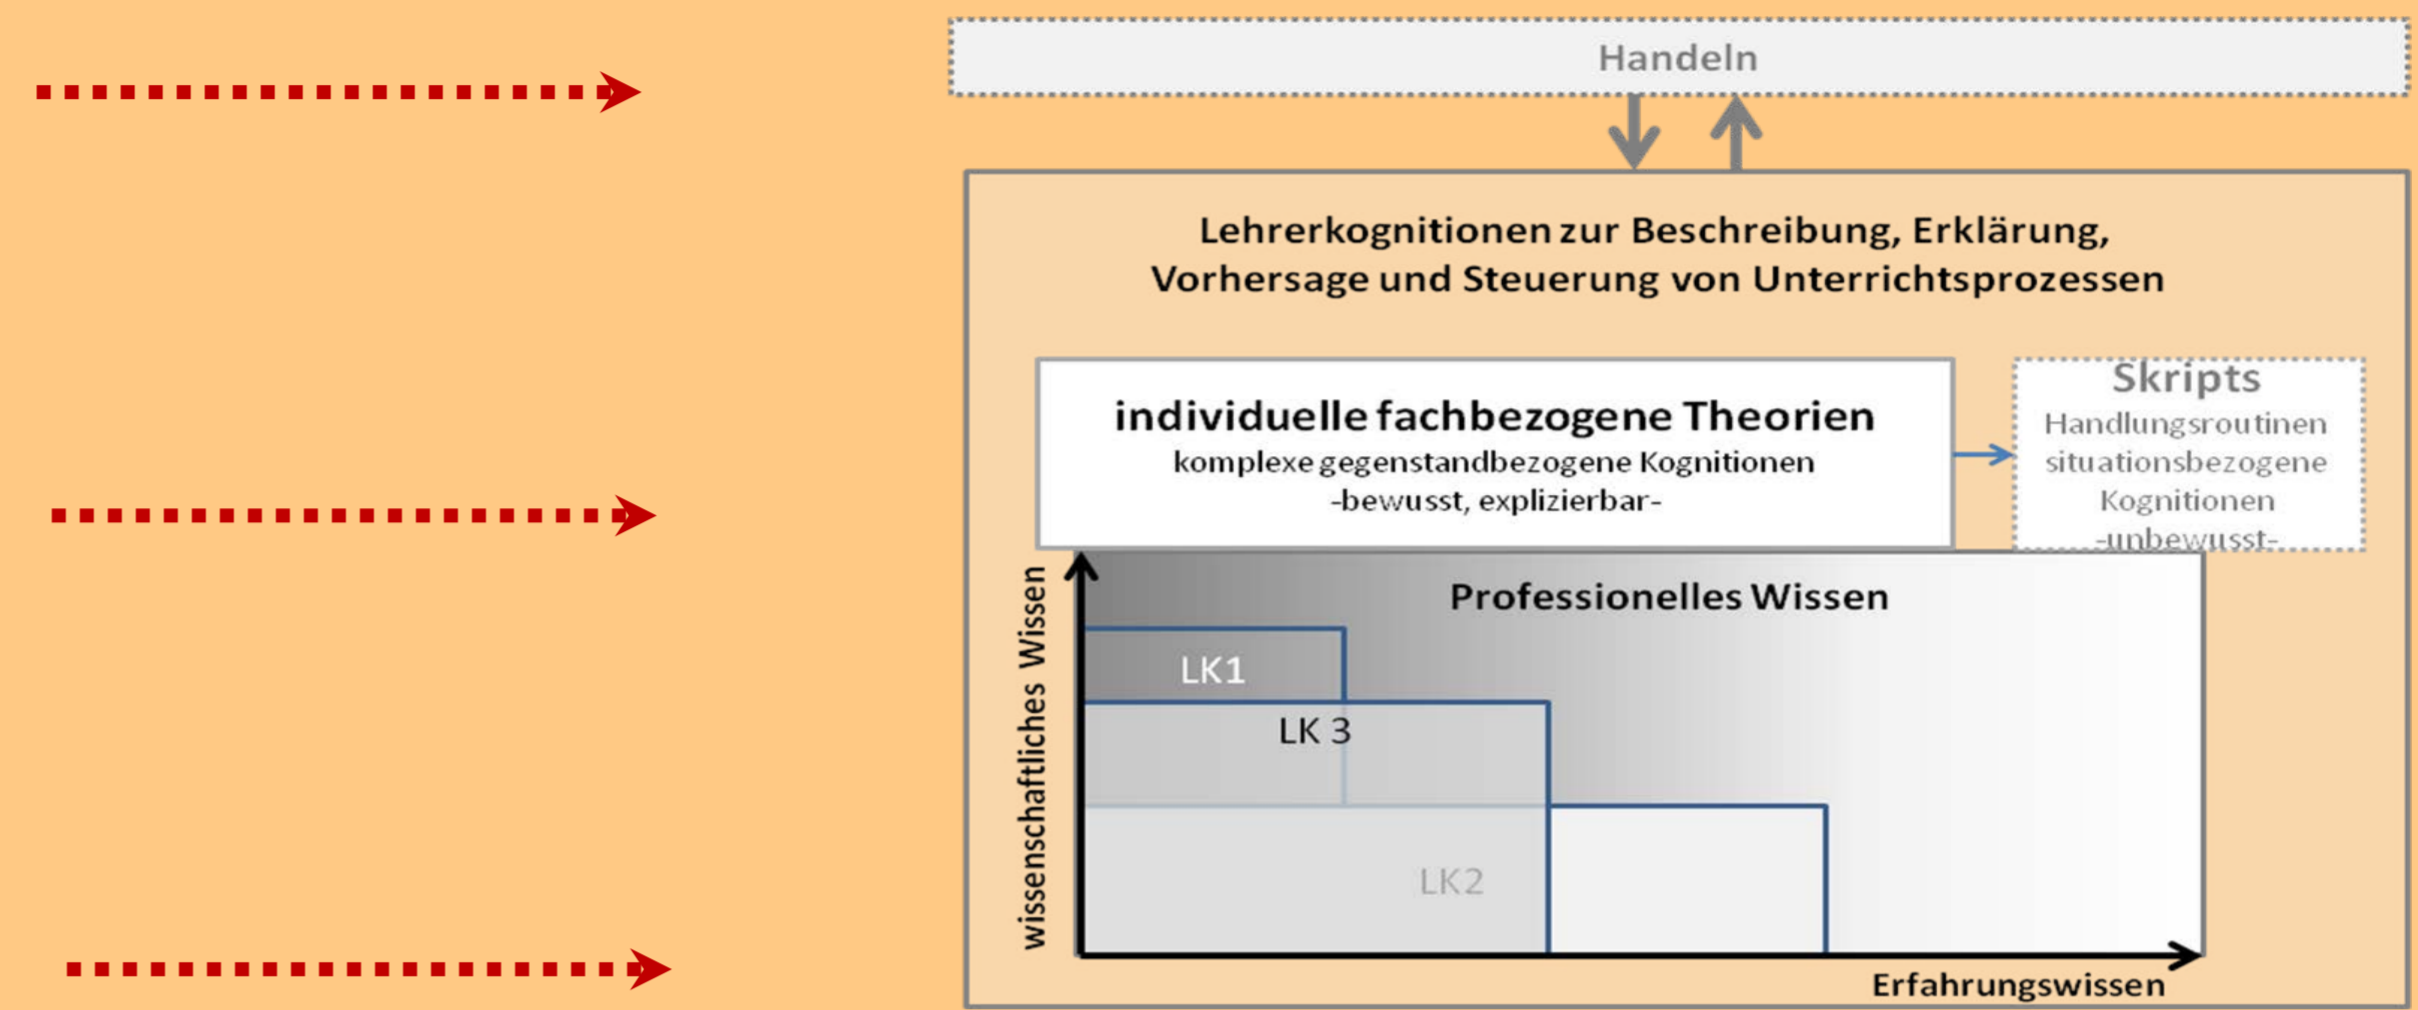 Handeln
Lehrerkognitionen zur Beschreibung, Erklärung,
Vorhersage und Steuerung von Unterrichtsprozessen
individuelle fachbezogene Theorien
komplexe gegenstandbezogene Kognitionen
-bewusst, explizierbar-
Skripts
Handlungsroutinen
situationsbezogene
Kognitionen
-unbewusst-
wissenschaftliches Wissen
Professionelles Wissen
LK1
LK 3
LK2
Erfahrungswissen